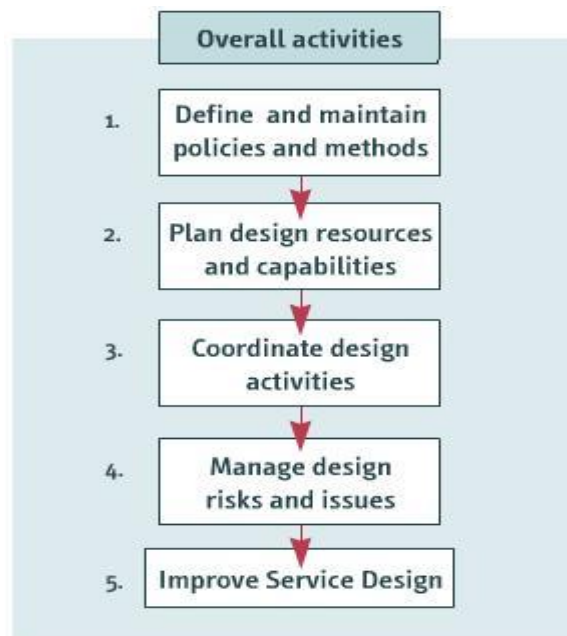 Overall activities
1.
Define and maintain
policies and methods
2.
Plan design resources
and capabilities
3.
Coordinate design
activities
4.
Manage design
risks and issues
5.
Improve Service Design